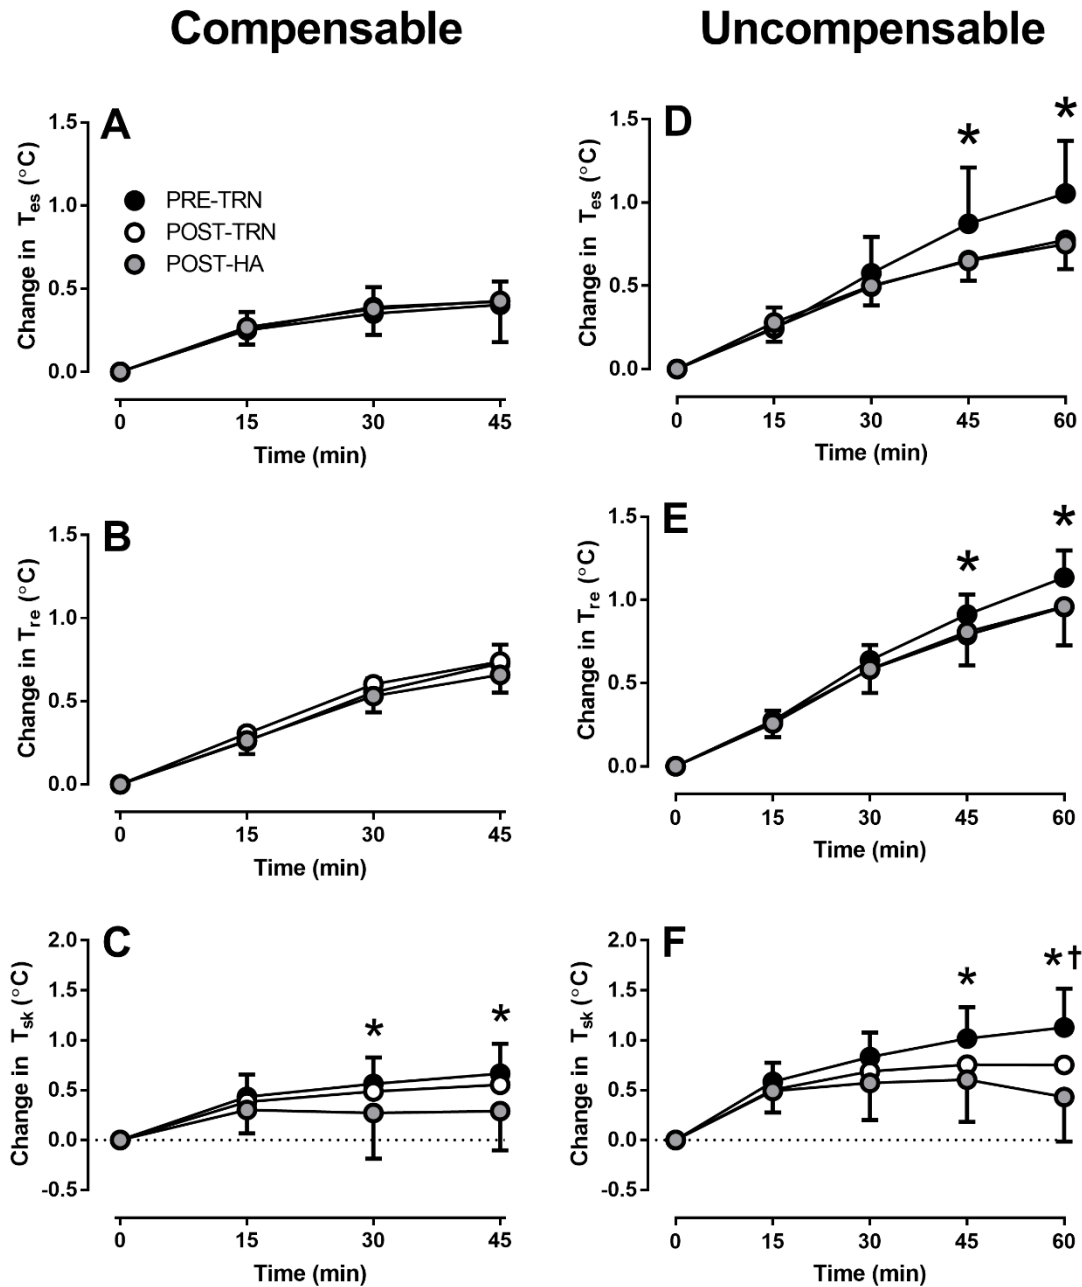 Compensable
Uncompensable
A
Change in Tes (°C)
1.5
1.0
0.5
0.0
PRE-TRN
POST-TRN
POST-HA
0 15 30 45
Time (min)
D
* *
Change in Tes (°C)
1.5
1.0
0.5
0.0
0 15 30 45 60
Time (min)
B
Change in Tre (°C)
1.5
1.0
0.5
0.0
0 15 30 45
Time (min)
E
* *
Change in Tre (°C)
1.5
1.0
0.5
0.0
0 15 30 45 60
Time (min)
C
* *
Change in Tsk (°C)
2.0
1.5
1.0
0.5
0.0
-0.5
0 15 30 45
Time (min)
F
* *†
Change in Tsk (°C)
2.0
1.5
1.0
0.5
0.0
-0.5
0 15 30 45 60
Time (min)